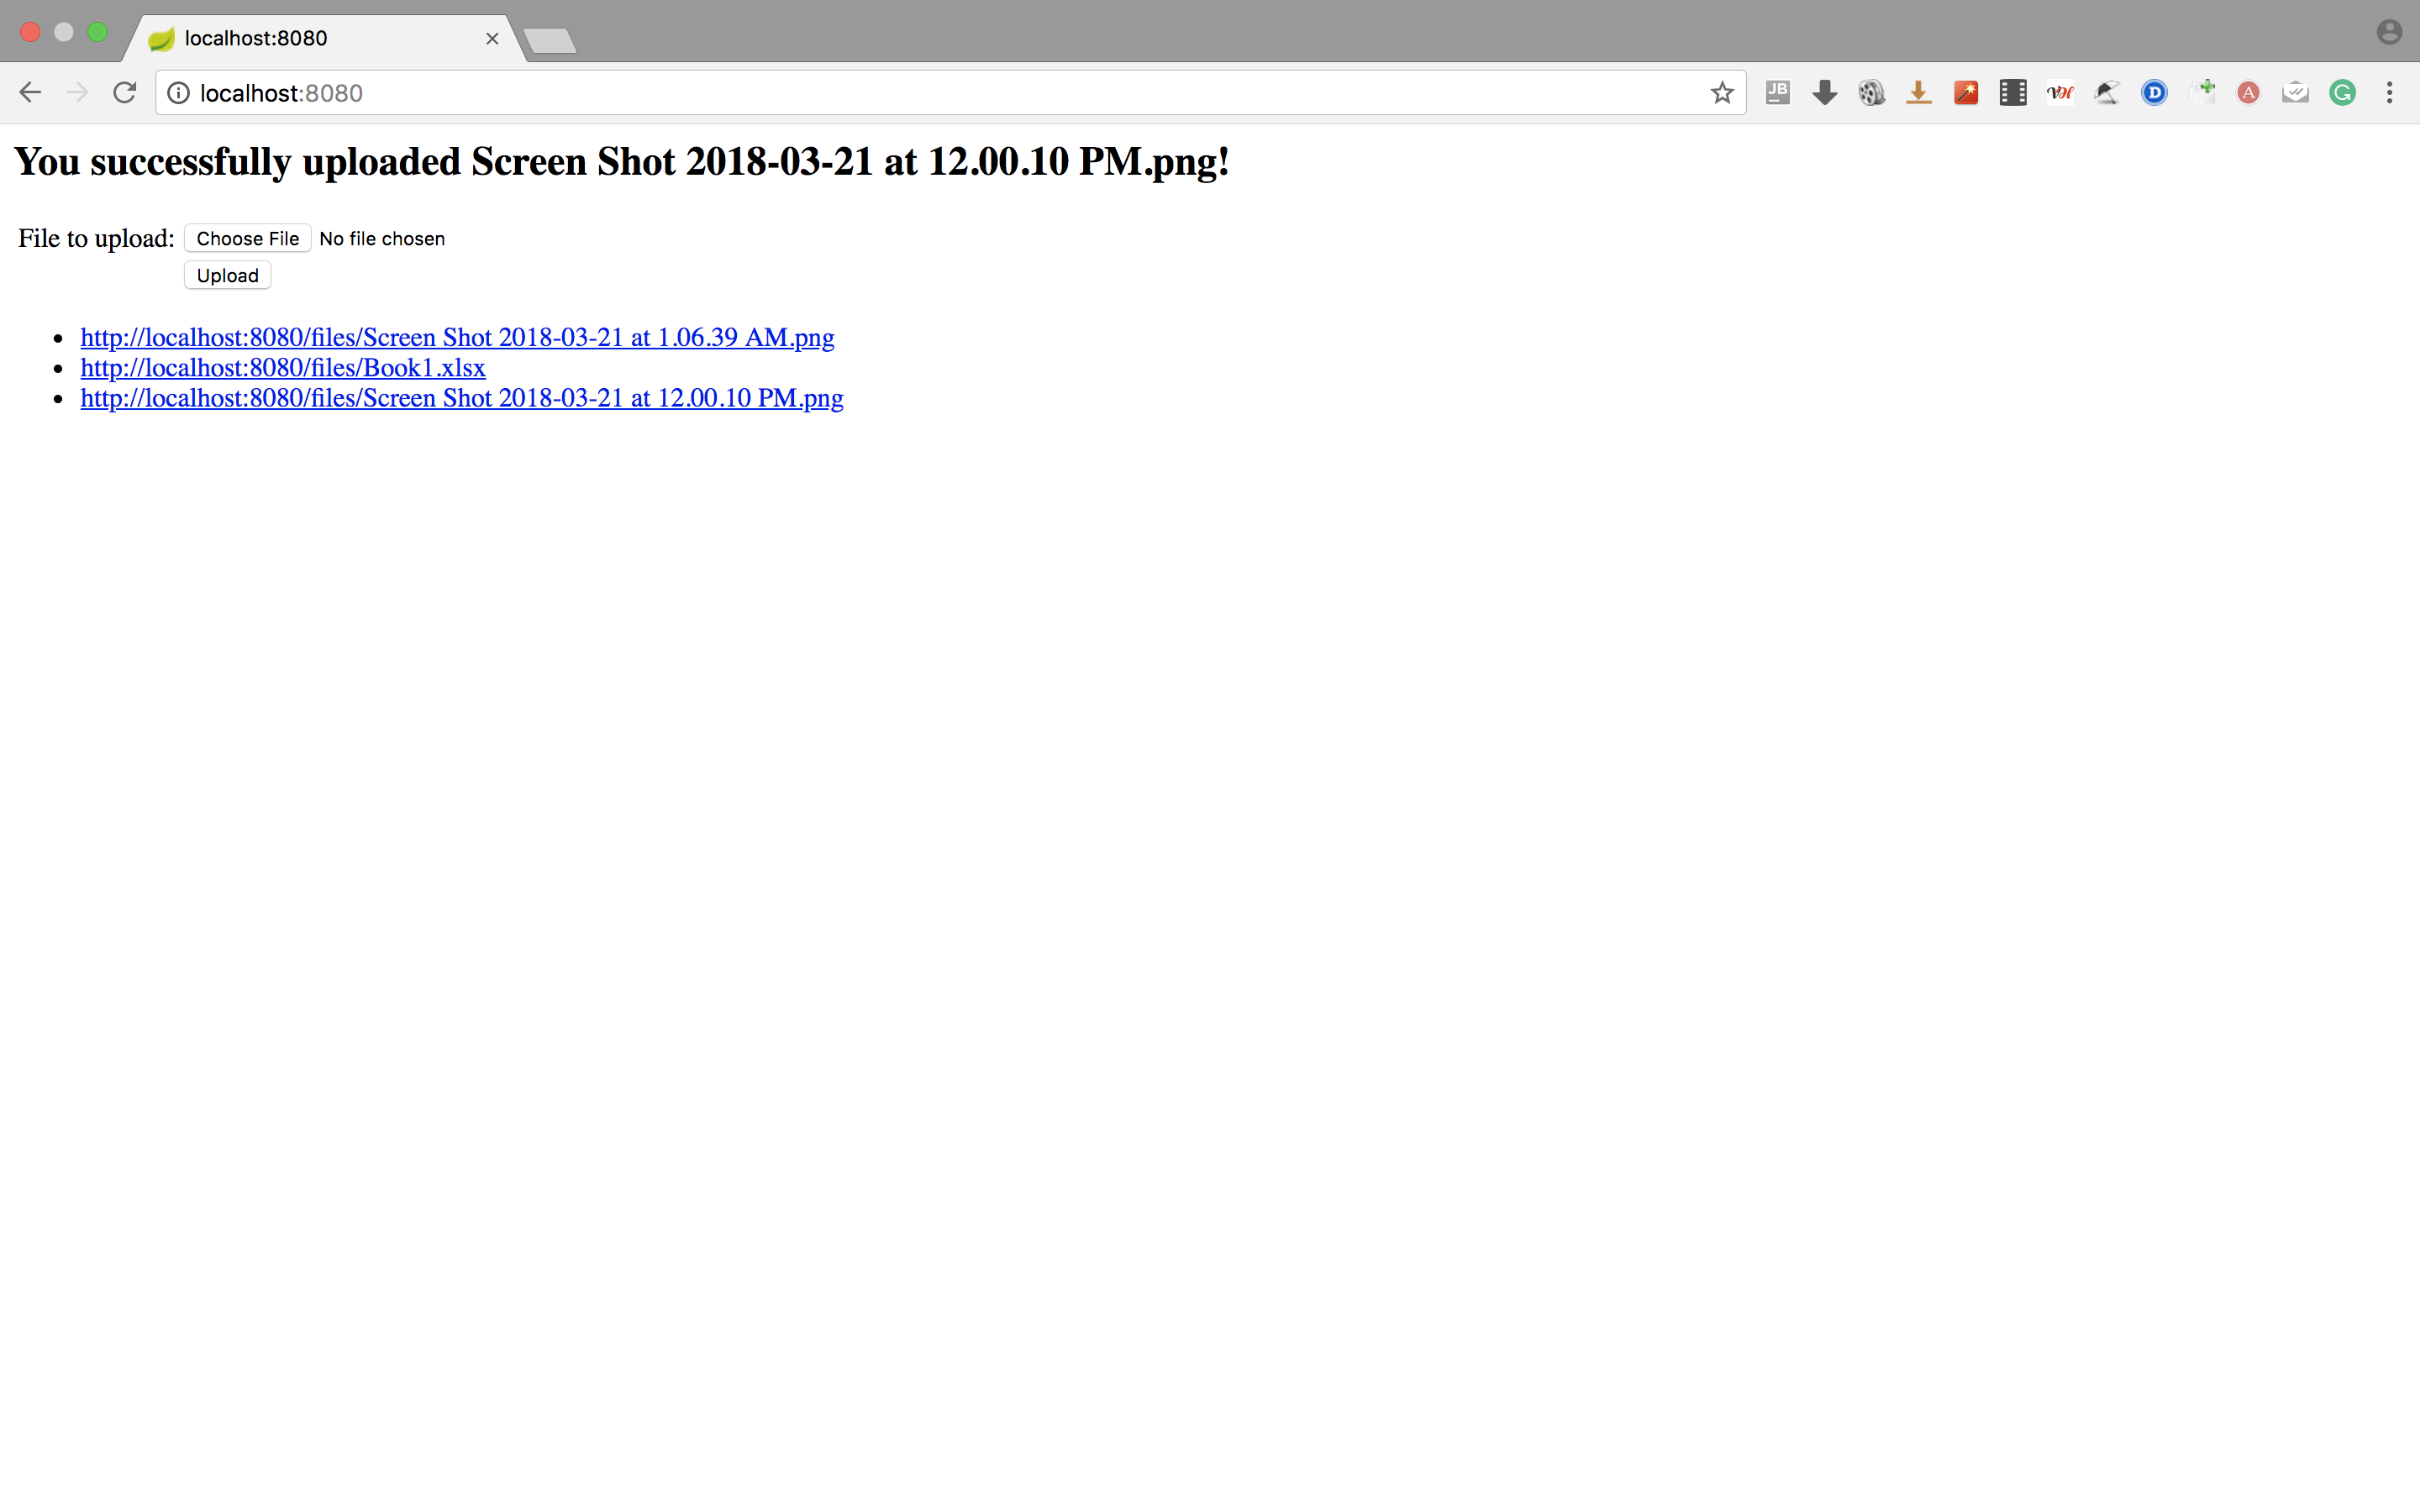 localhost:8080
localhost:8080
JB
D
A
G
You successfully uploaded Screen Shot 2018-03-21 at 12.00.10 PM.png!
File to upload: Choose File No file chosen
Upload
http://localhost:8080/files/Screen Shot 2018-03-21 at 1.06.39 AM.png
http://localhost:8080/files/Book1.xlsx
http://localhost:8080/files/Screen Shot 2018-03-21 at 12.00.10 PM.png